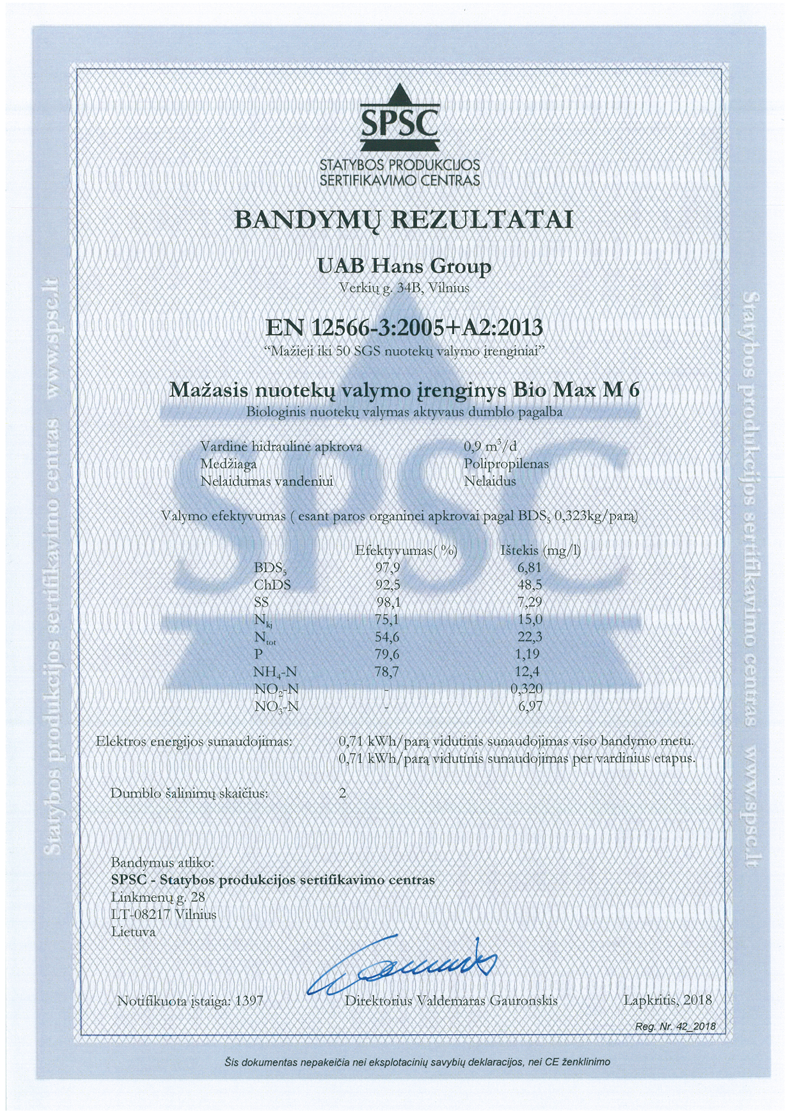 SPSC
STATYBOS PRODUKCIJOS
SERTIFIKAVIMO CENTRAS
BANDYMŲ REZULTATAI
UAB Hans Group
Verkių g. 34B, Vilnius
EN 12566-3:2005+A2:2013
“Mažieji iki 50 SGS nuotekų valymo įrenginiai”
Mažasis nuotekų valymo įrenginys Bio Max M 6
Biologinis nuotekų valymas aktyvaus dumblo pagalba
Vardinė hidraulinė apkrova 0,9 m³/d
Medžiaga Polipropilenas
Nelaidumas vandeniui Nelaidus
Valymo efektyvumas ( esant paros organinei apkrovai pagal BDS₅ 0,323kg/parą)
Efektyvumas( %) Ištekis (mg/l)
BDS₅ 97,9 6,81
ChDS 92,5 48,5
SS 98,1 7,29
Nkj 75,1 15,0
Ntot 54,6 22,3
P 79,6 1,19
NH₄-N 78,7 12,4
NO₂-N - 0,320
NO₃-N - 6,97
Elektros energijos sunaudojimas: 0,71 kWh/parą vidutinis sunaudojimas viso bandymo metu.
0,71 kWh/parą vidutinis sunaudojimas per vardinius etapus.
Dumblo šalinimų skaičius: 2
Bandymus atliko:
SPSC - Statybos produkcijos sertifikavimo centras
Linkmenų g. 28
LT-08217 Vilnius
Lietuva
Notifikuota įstaiga: 1397 Direktorius Valdemaras Gauronskis Lapkritis, 2018
Reg. Nr. 42_2018
Šis dokumentas nepakeičia nei eksplotacinių savybių deklaracijos, nei CE ženklinimo
Statybos produkcijos sertifikavimo centras www.spsc.lt
Statybos produkcijos sertifikavimo centras www.spsc.lt
SPSC